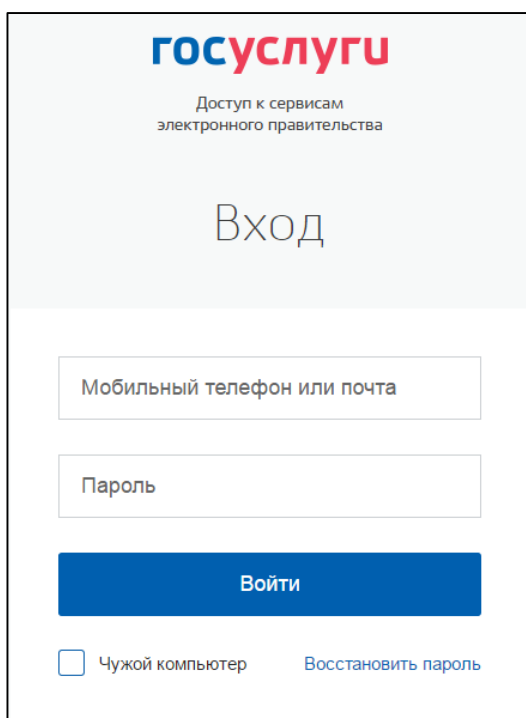 госуслуги
Доступ к сервисам
электронного правительства
Вход
Мобильный телефон или почта
Пароль
Войти
Чужой компьютер Восстановить пароль